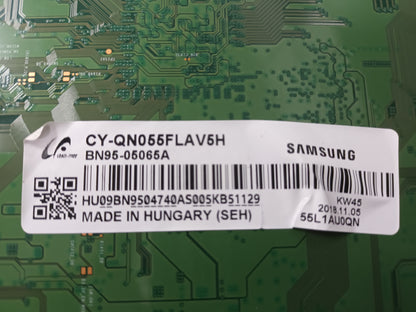 CY-QN055FLAV5H
BN95-05065A
SAMSUNG
HU09BN9504740AS005KB51129
MADE IN HUNGARY (SEH)
KW45
2018.11.05
55L1AU0QN